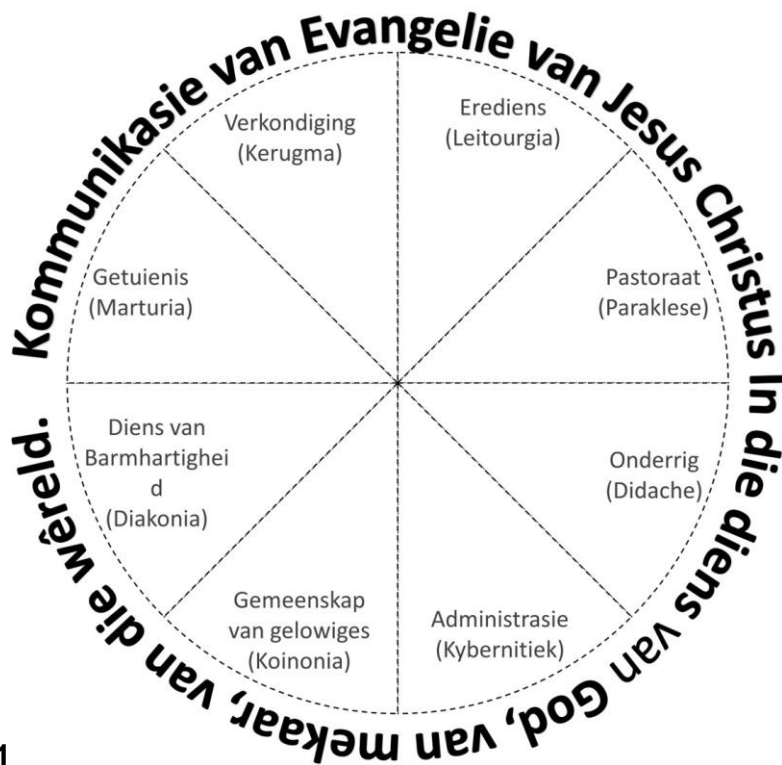 Kommunikasie van Evangelie van Jesus Christus In die diens van God, van mekaar, van die wêreld.
Verkondiging
(Kerugma)
Erediens
(Leitourgia)
Pastoraat
(Paraklese)
Onderrig
(Didache)
Administrasie
(Kybernitiek)
Gemeenskap
van gelowiges
(Koinonia)
Diens van
Barmhartighei
d
(Diakonia)
Getuienis
(Marturia)
1